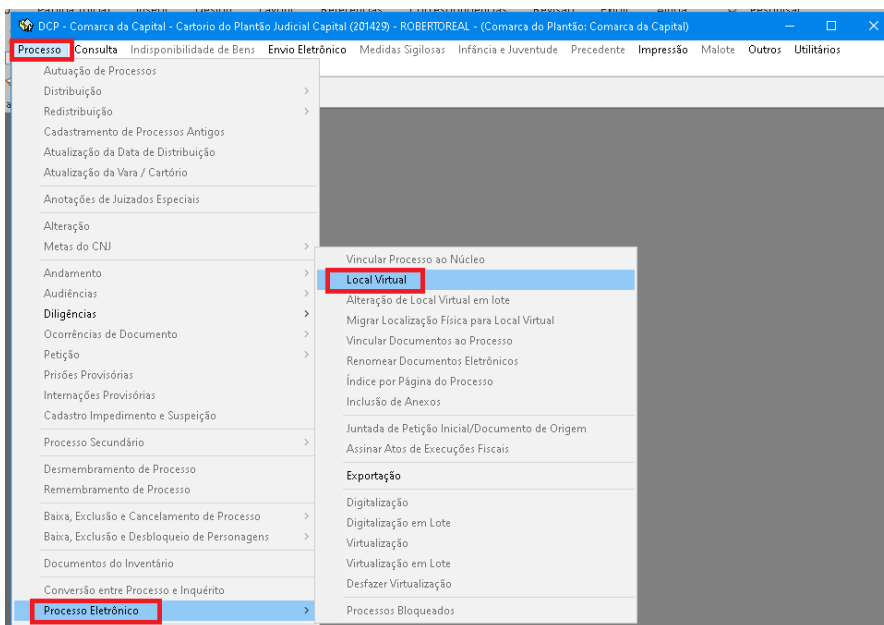 DCP - Comarca da Capital - Cartorio do Plantão Judicial Capital (201429) - ROBERTOREAL - (Comarca do Plantão: Comarca da Capital)
Processo Consulta Indisponibilidade de Bens Envio Eletrônico Medidas Sigilosas Infância e Juventude Precedente Impressão Malote Outros Utilitários
Autuação de Processos
Distribuição
Redistribuição
Cadastramento de Processos Antigos
Atualização da Data de Distribuição
Atualização da Vara / Cartório
Anotações de Juizados Especiais
Alteração
Metas do CNJ
Andamento
Audiências
Diligências
Ocorrências de Documento
Petição
Prisões Provisórias
Internações Provisórias
Cadastro Impedimento e Suspeição
Processo Secundário
Desmembramento de Processo
Remembramento de Processo
Baixa, Exclusão e Cancelamento de Processo
Baixa, Exclusão e Desbloqueio de Personagens
Documentos do Inventário
Conversão entre Processo e Inquérito
Processo Eletrônico
Vincular Processo ao Núcleo
Local Virtual
Alteração de Local Virtual em lote
Migrar Localização Física para Local Virtual
Vincular Documentos ao Processo
Renomear Documentos Eletrônicos
Índice por Página do Processo
Inclusão de Anexos
Juntada de Petição Inicial/Documento de Origem
Assinar Atos de Execuções Fiscais
Exportação
Digitalização
Digitalização em Lote
Virtualização
Virtualização em Lote
Desfazer Virtualização
Processos Bloqueados